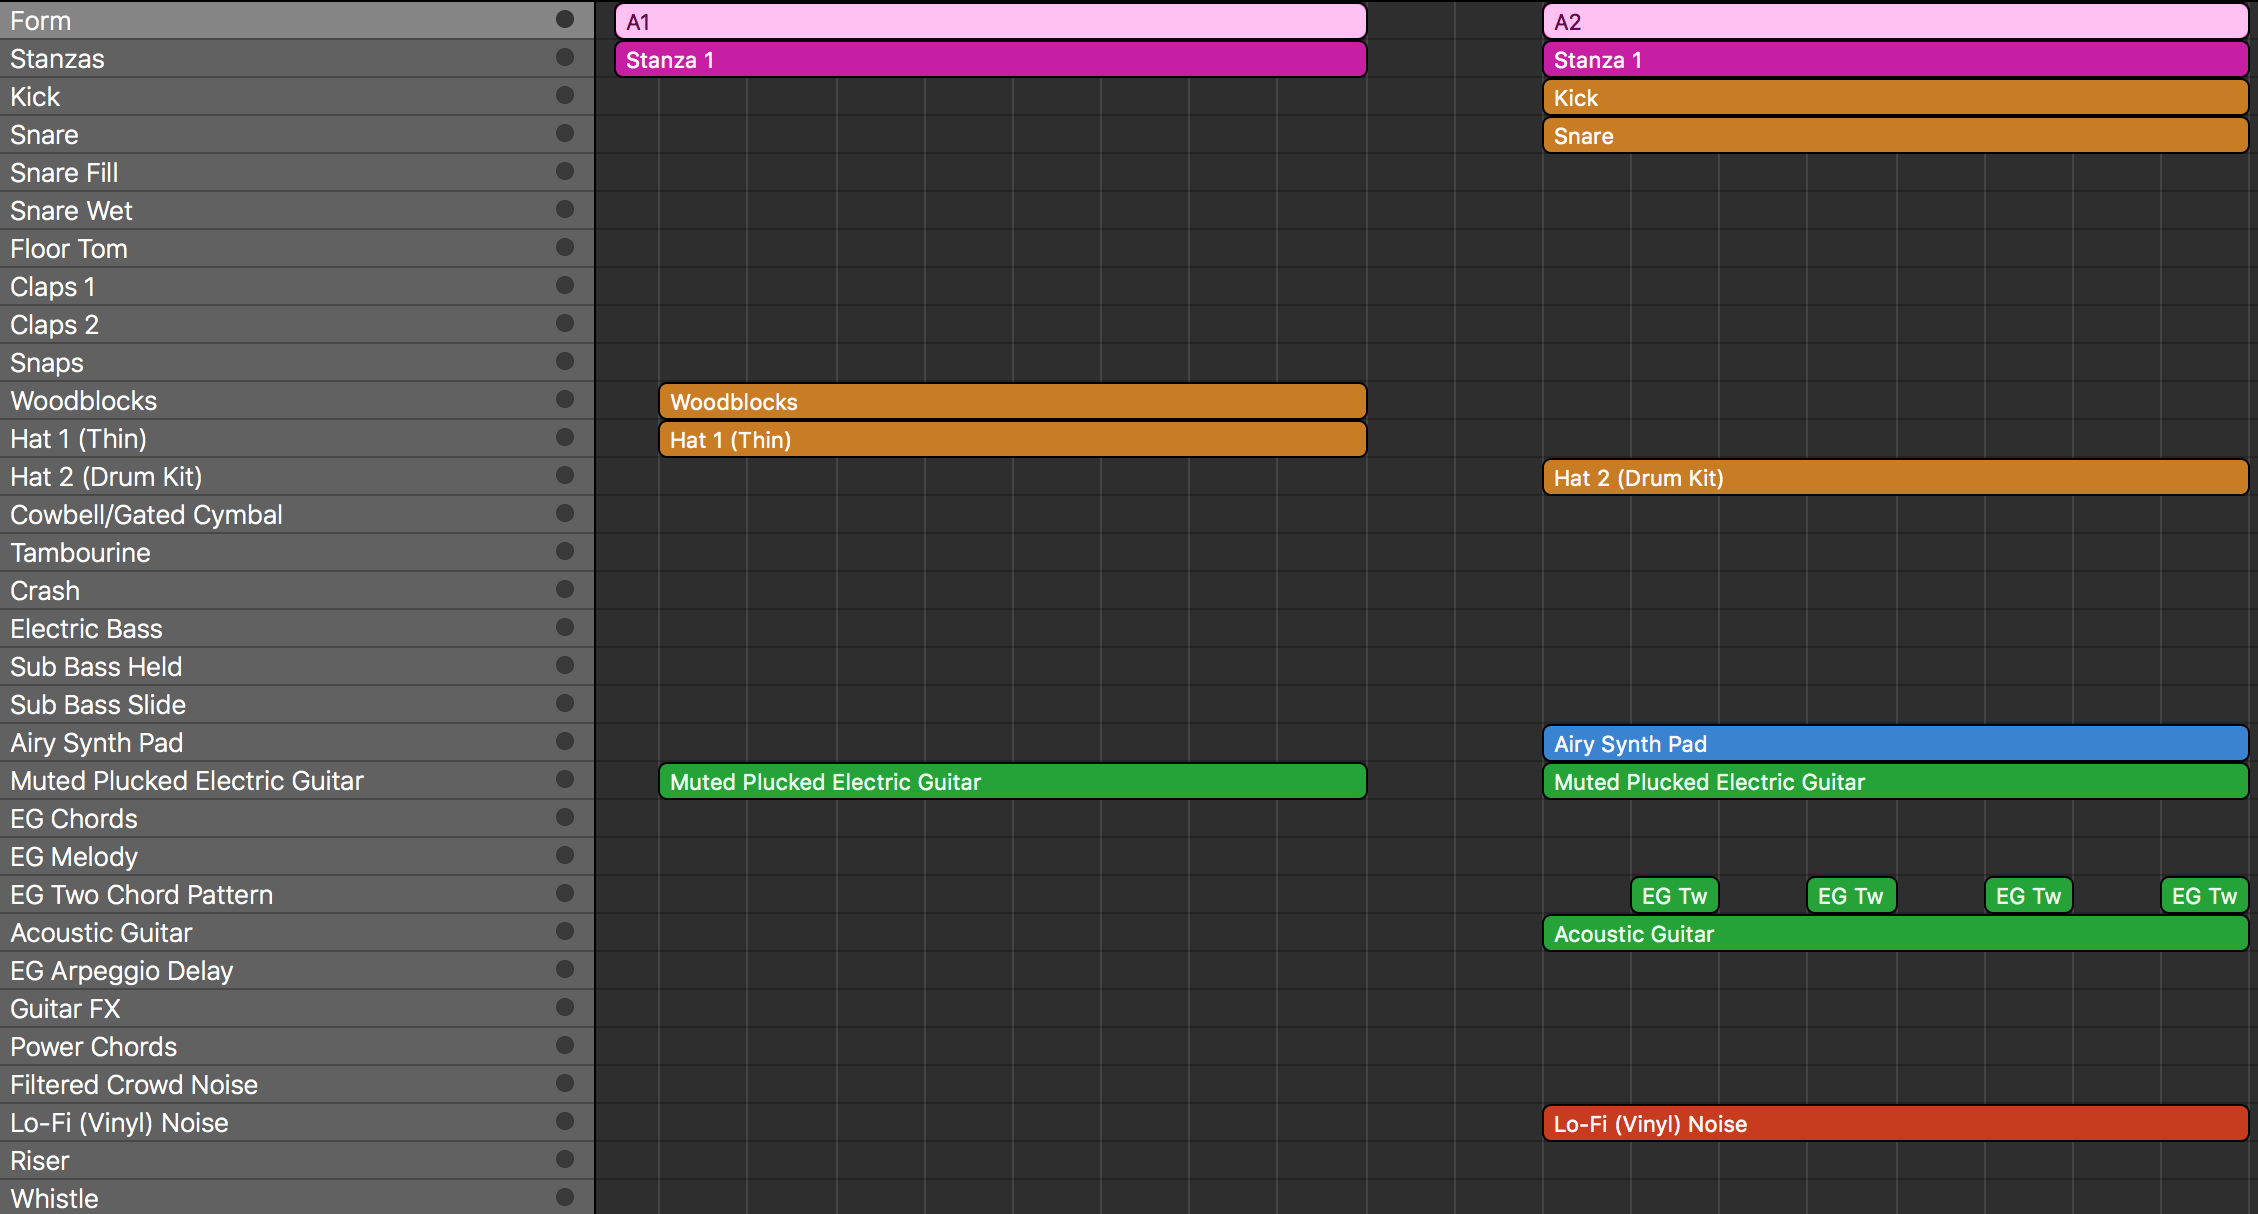 Form A1 A2
Stanzas Stanza 1 Stanza 1
Kick Kick
Snare Snare
Snare Fill
Snare Wet
Floor Tom
Claps 1
Claps 2
Snaps
Woodblocks Woodblocks
Hat 1 (Thin) Hat 1 (Thin)
Hat 2 (Drum Kit) Hat 2 (Drum Kit)
Cowbell/Gated Cymbal
Tambourine
Crash
Electric Bass
Sub Bass Held
Sub Bass Slide
Airy Synth Pad Airy Synth Pad
Muted Plucked Electric Guitar Muted Plucked Electric Guitar Muted Plucked Electric Guitar
EG Chords
EG Melody
EG Two Chord Pattern EG Tw EG Tw EG Tw EG Tw
Acoustic Guitar Acoustic Guitar
EG Arpeggio Delay
Guitar FX
Power Chords
Filtered Crowd Noise
Lo-Fi (Vinyl) Noise Lo-Fi (Vinyl) Noise
Riser
Whistle